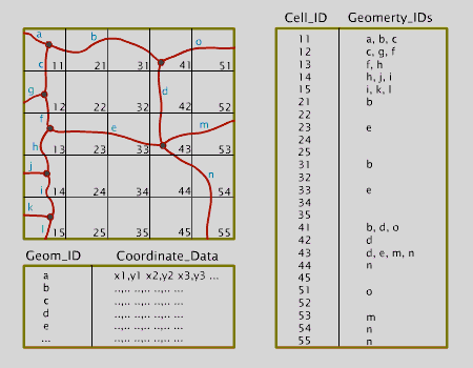 a b o
c 11 21 31 41 51
g d
12 22 32 42 52
f e m
h 13 23 33 43 53
j n
i 14 24 34 44 54
k
l 15 25 35 45 55
Geom_ID Coordinate_Data
a x1,y1 x2,y2 x3,y3 ...
b ..,.. ..,.. ..,.. ...
c ..,.. ..,.. ..,.. ...
d ..,.. ..,.. ..,.. ...
e ..,.. ..,.. ..,.. ...
... ..,.. ..,.. ..,.. ...
Cell_ID Geomerty_IDs
11 a, b, c
12 c, g, f
13 f, h
14 h, j, i
15 i, k, l
21 b
22
23 e
24
25
31 b
32
33 e
34
35
41 b, d, o
42 d
43 d, e, m, n
44 n
45
51 o
52
53 m
54 n
55 n